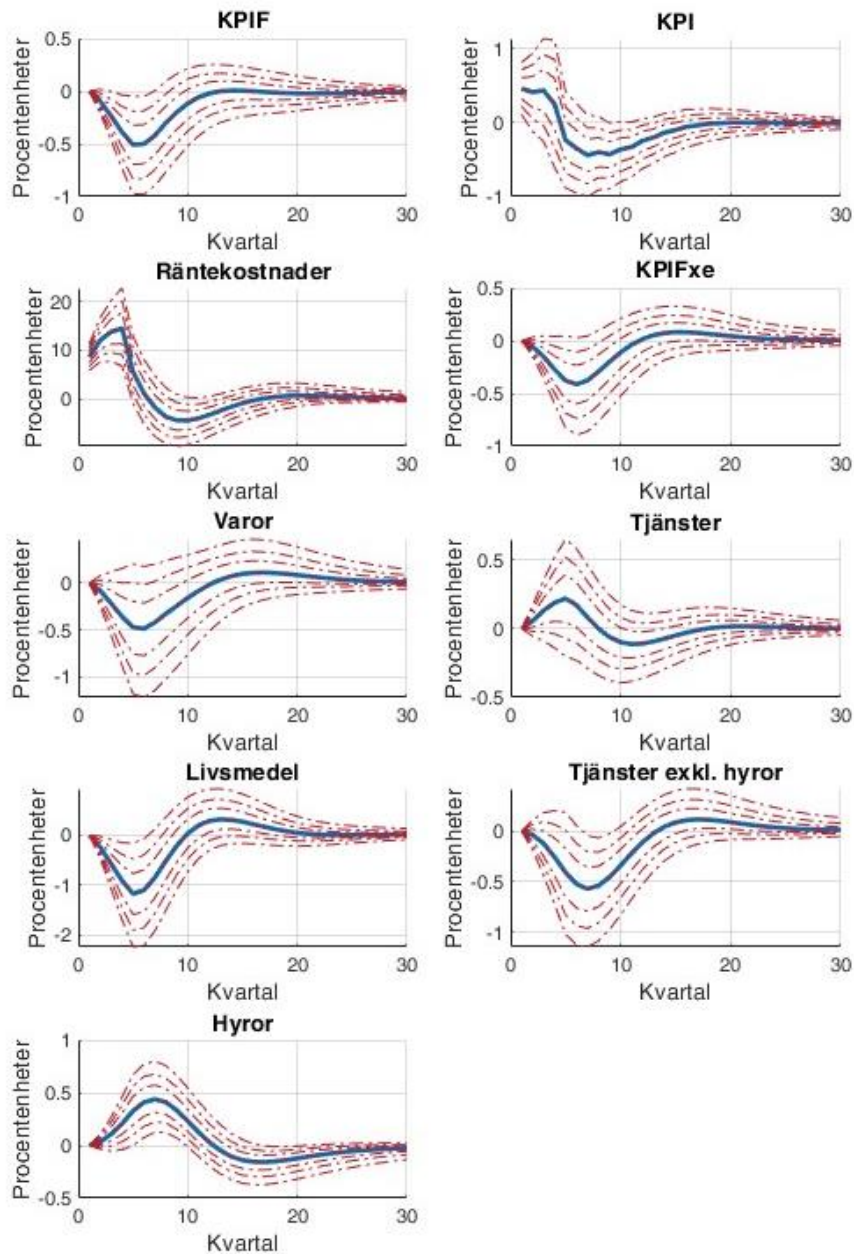 KPIF
0.5
0
-0.5
-1
Procentenheter
0 10 20 30
Kvartal
KPI
1
0
-1
Procentenheter
0 10 20 30
Kvartal
Räntekostnader
20
10
0
Procentenheter
0 10 20 30
Kvartal
KPIFxe
0.5
0
-0.5
-1
Procentenheter
0 10 20 30
Kvartal
Varor
0
-0.5
-1
Procentenheter
0 10 20 30
Kvartal
Tjänster
0.5
0
-0.5
Procentenheter
0 10 20 30
Kvartal
Livsmedel
0
-1
-2
Procentenheter
0 10 20 30
Kvartal
Tjänster exkl. hyror
0
-0.5
-1
Procentenheter
0 10 20 30
Kvartal
Hyror
1
0.5
0
-0.5
Procentenheter
0 10 20 30
Kvartal